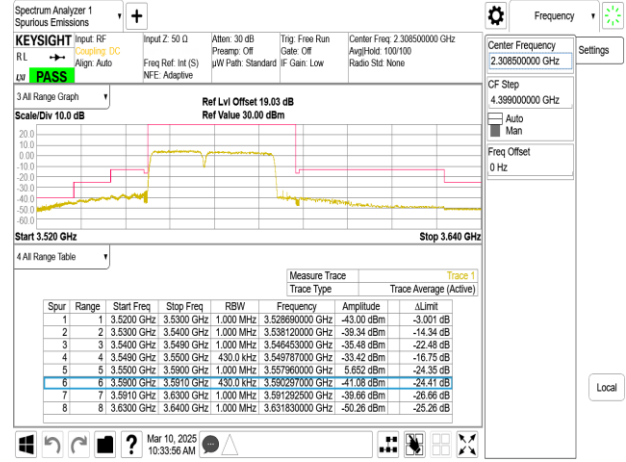 Spectrum Analyzer 1
Spurious Emissions
Frequency
KEYSIGHT
RL
LXI PASS
Input: RF
Coupling: DC
Align: Auto
Input Z: 50 Ω
Freq Ref: Int (S)
NFE: Adaptive
Atten: 30 dB
Preamp: Off
µW Path: Standard
Trig: Free Run
Gate: Off
IF Gain: Low
Center Freq: 2.308500000 GHz
Avg|Hold: 100/100
Radio Std: None
Center Frequency
2.308500000 GHz
Settings
CF Step
4.399000000 GHz
Auto
Man
Freq Offset
0 Hz
3 All Range Graph
Scale/Div 10.0 dB
Ref Lvl Offset 19.03 dB
Ref Value 30.00 dBm
20.0
10.0
0.00
-10.0
-20.0
-30.0
-40.0
-50.0
-60.0
Start 3.520 GHz
Stop 3.640 GHz
4 All Range Table
Measure Trace Trace 1
Trace Type Trace Average (Active)
Spur Range Start Freq Stop Freq RBW Frequency Amplitude ΔLimit
1 1 3.5200 GHz 3.5300 GHz 1.000 MHz 3.528690000 GHz -43.00 dBm -3.001 dB
2 2 3.5300 GHz 3.5400 GHz 1.000 MHz 3.538120000 GHz -39.34 dBm -14.34 dB
3 3 3.5400 GHz 3.5490 GHz 1.000 MHz 3.546453000 GHz -35.48 dBm -22.48 dB
4 4 3.5490 GHz 3.5500 GHz 430.0 kHz 3.549787000 GHz -33.42 dBm -16.75 dB
5 5 3.5500 GHz 3.5900 GHz 1.000 MHz 3.557960000 GHz 5.652 dBm -24.35 dB
6 6 3.5900 GHz 3.5910 GHz 430.0 kHz 3.590297000 GHz -41.08 dBm -24.41 dB
7 7 3.5910 GHz 3.6300 GHz 1.000 MHz 3.591292500 GHz -39.66 dBm -26.66 dB
8 8 3.6300 GHz 3.6400 GHz 1.000 MHz 3.631830000 GHz -50.26 dBm -25.26 dB
Local
?
Mar 10, 2025
10:33:56 AM